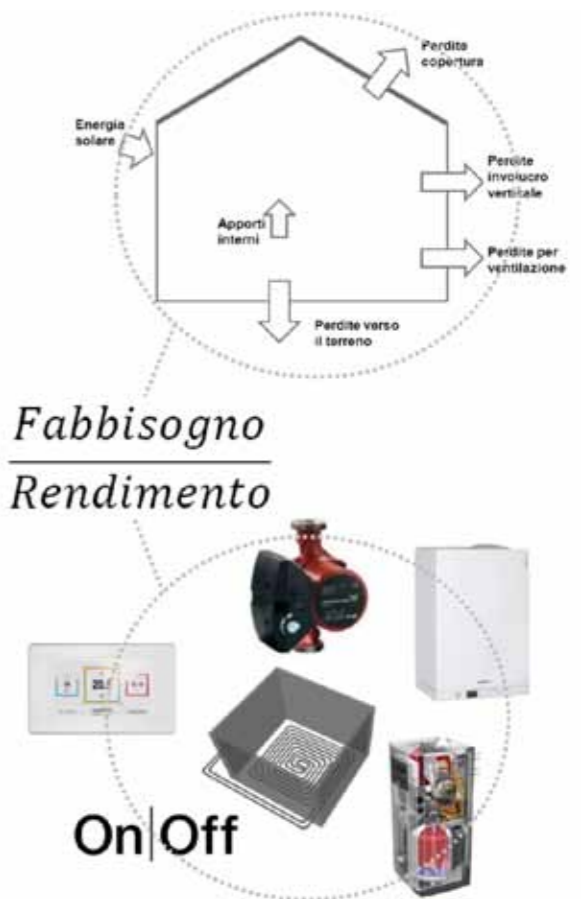 Perdite
copertura
Energia
solare
Perdite
involucro
verticale
Apporti
interni
Perdite per
ventilazione
Perdite verso
il terreno
Fabbisogno
Rendimento
On|Off